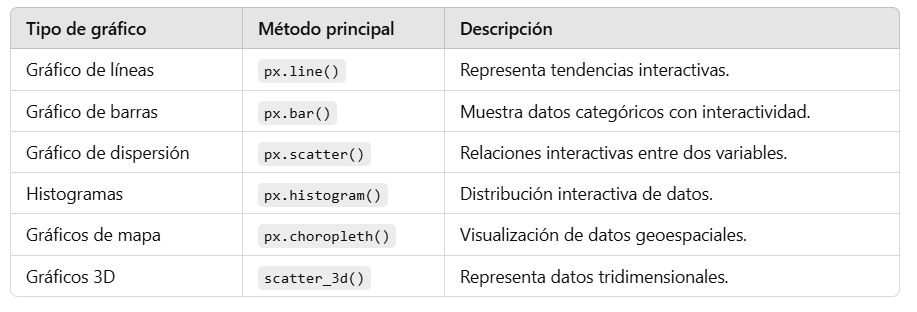 Tipo de gráfico Método principal Descripción
Gráfico de líneas px.line() Representa tendencias interactivas.
Gráfico de barras px.bar() Muestra datos categóricos con interactividad.
Gráfico de dispersión px.scatter() Relaciones interactivas entre dos variables.
Histogramas px.histogram() Distribución interactiva de datos.
Gráficos de mapa px.choropleth() Visualización de datos geoespaciales.
Gráficos 3D scatter_3d() Representa datos tridimensionales.